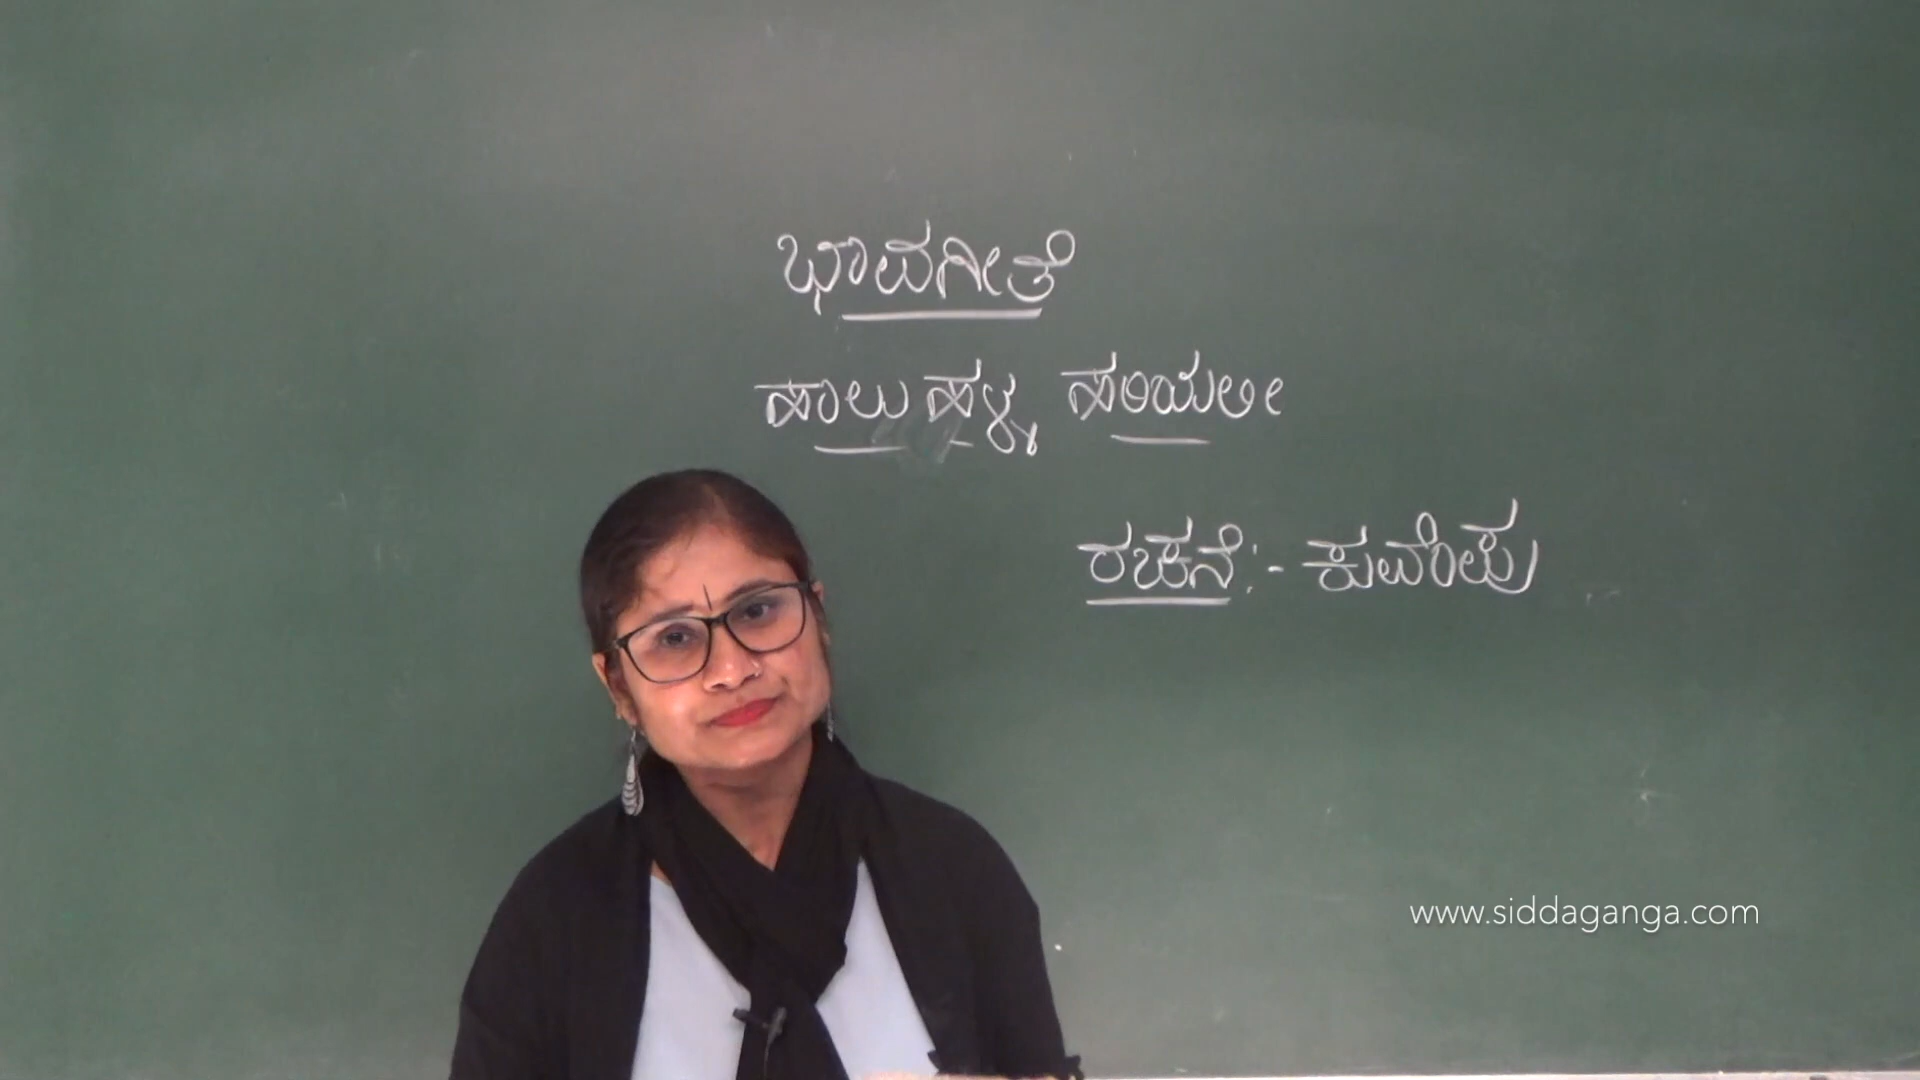 ಭಾವಗೀತೆ
ಹಾಲು ಹಳ್ಳ ಹರಿಯಲೀ
ರಚನೆ:- ಕುವೆಂಪು
www.siddaganga.com